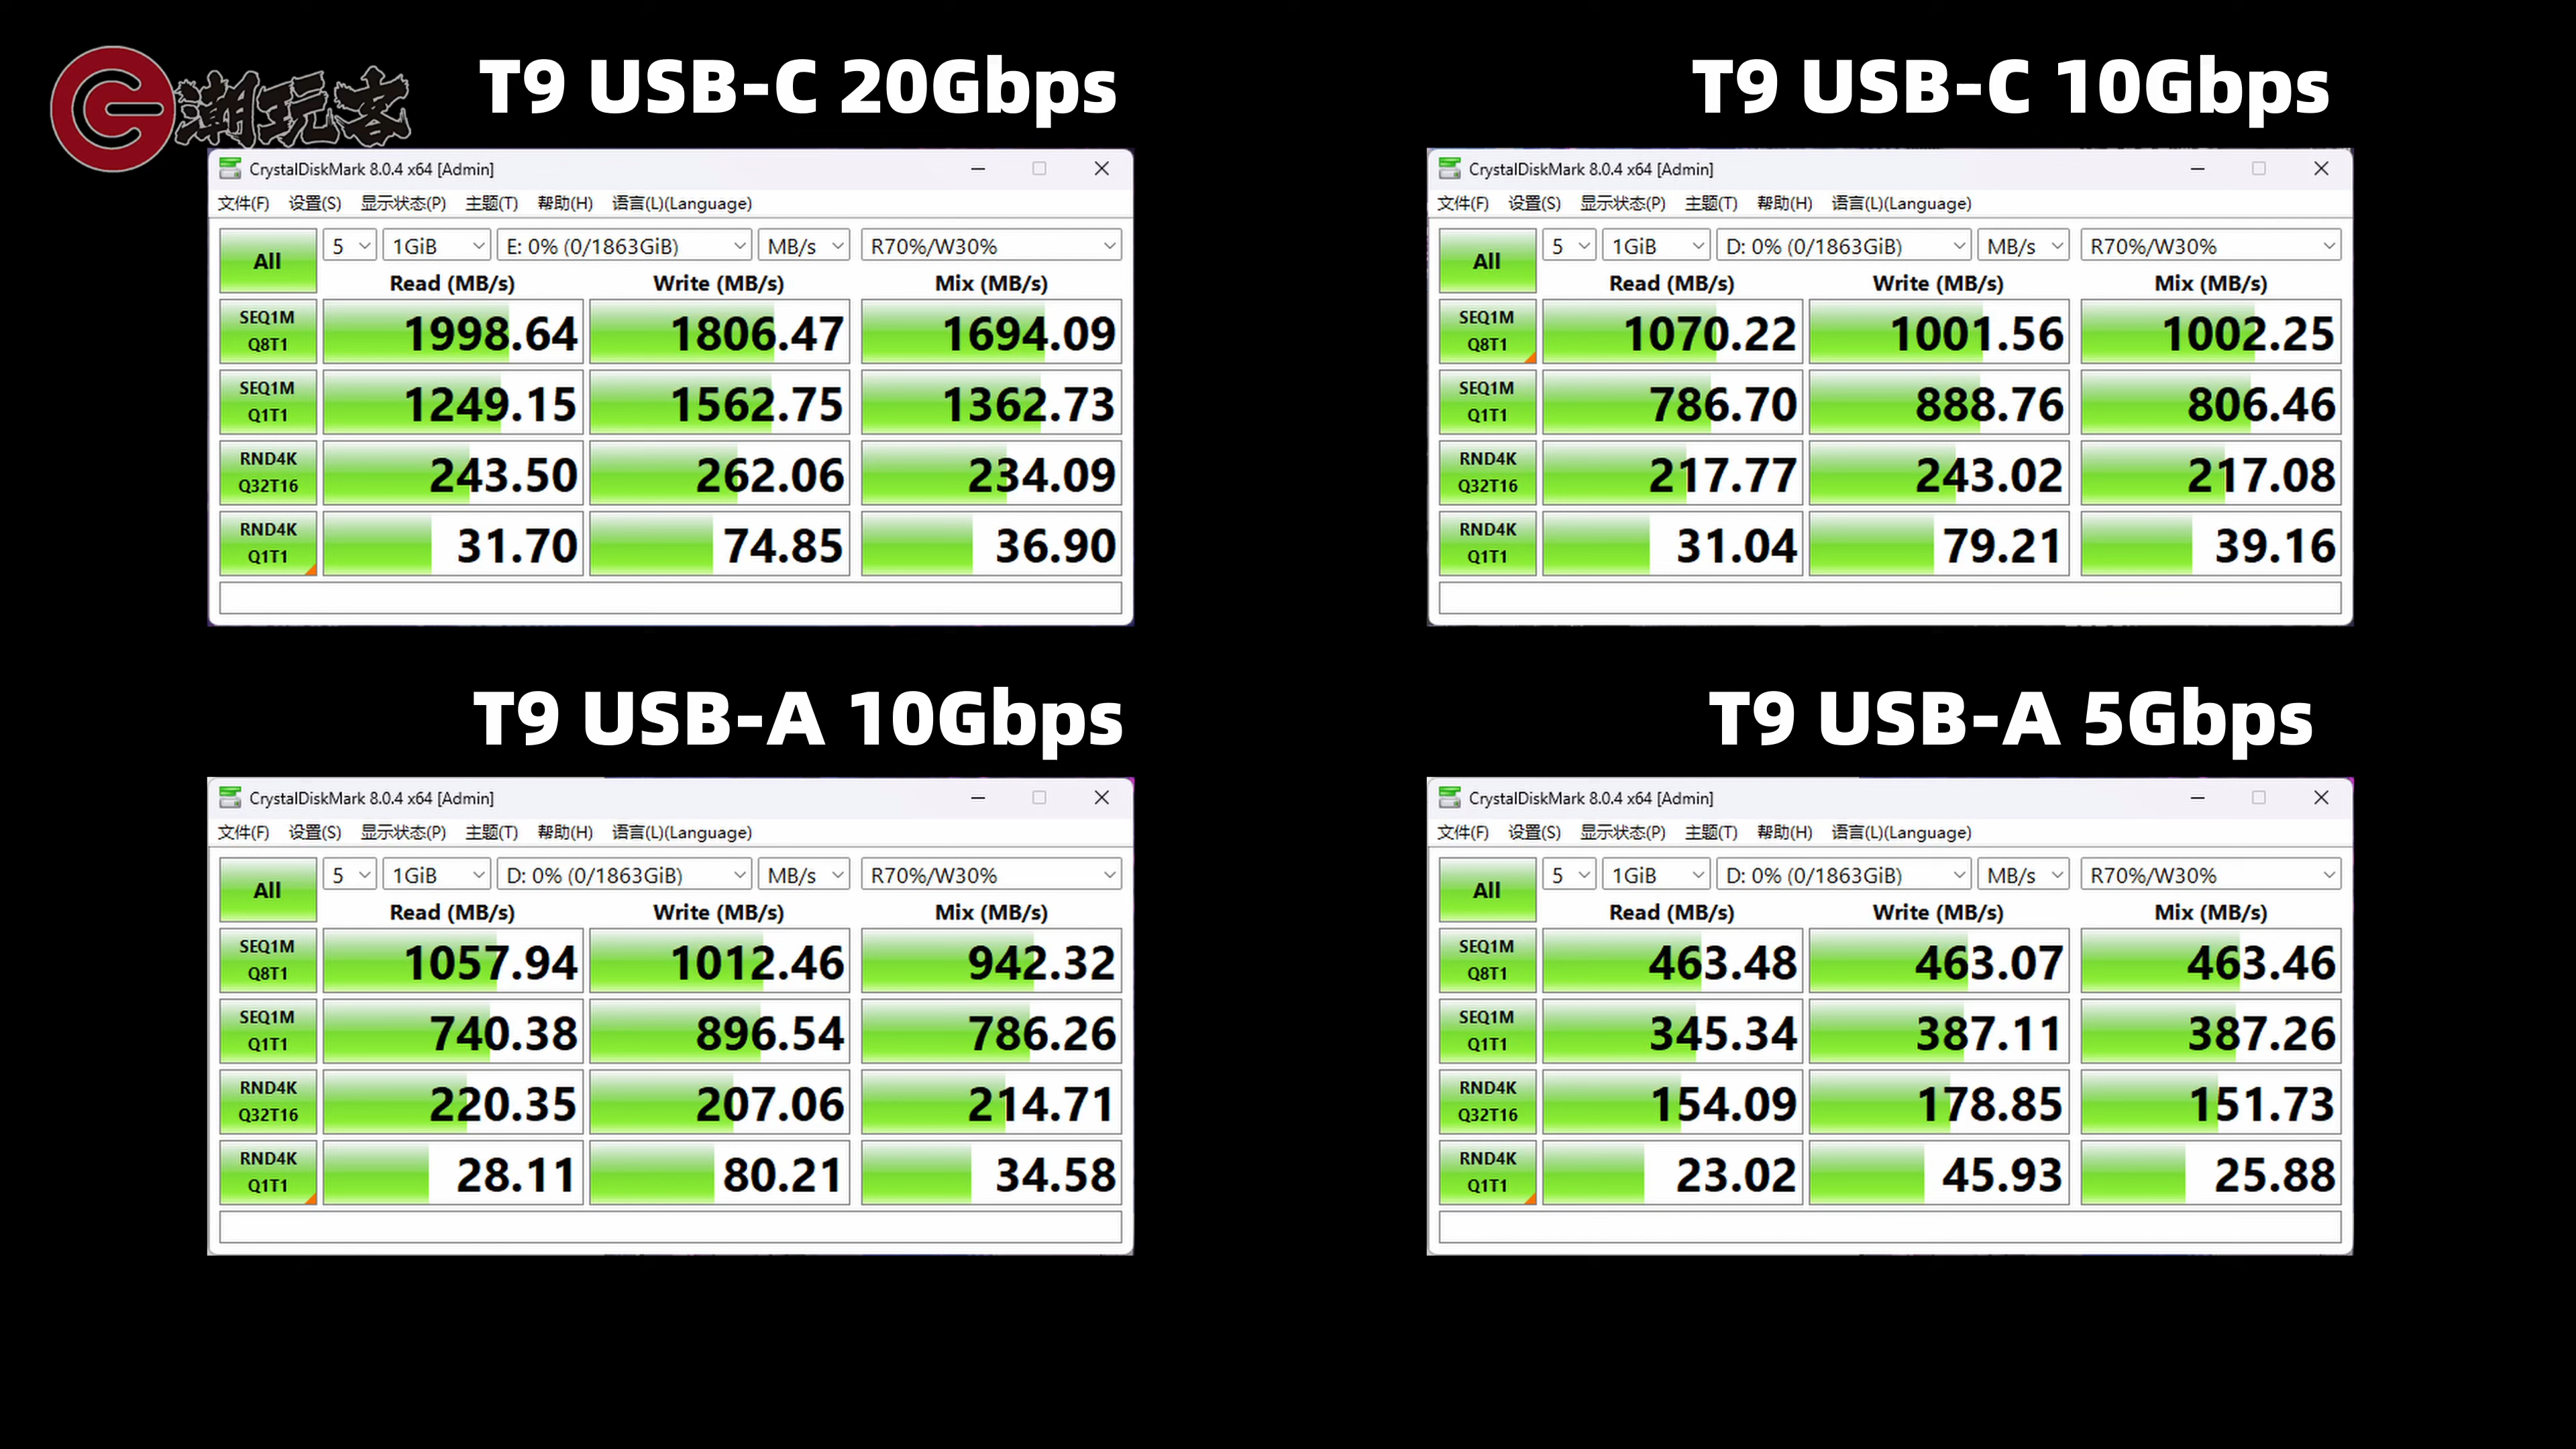 潮玩客
T9 USB-C 20Gbps
CrystalDiskMark 8.0.4 x64 [Admin]
文件(F) 设置(S) 显示状态(P) 主题(T) 帮助(H) 语言(L)(Language)
All 5 1GiB E: 0% (0/1863GiB) MB/s R70%/W30%
Read (MB/s) Write (MB/s) Mix (MB/s)
SEQ1M Q8T1 1998.64 1806.47 1694.09
SEQ1M Q1T1 1249.15 1562.75 1362.73
RND4K Q32T16 243.50 262.06 234.09
RND4K Q1T1 31.70 74.85 36.90
T9 USB-C 10Gbps
CrystalDiskMark 8.0.4 x64 [Admin]
文件(F) 设置(S) 显示状态(P) 主题(T) 帮助(H) 语言(L)(Language)
All 5 1GiB D: 0% (0/1863GiB) MB/s R70%/W30%
Read (MB/s) Write (MB/s) Mix (MB/s)
SEQ1M Q8T1 1070.22 1001.56 1002.25
SEQ1M Q1T1 786.70 888.76 806.46
RND4K Q32T16 217.77 243.02 217.08
RND4K Q1T1 31.04 79.21 39.16
T9 USB-A 10Gbps
CrystalDiskMark 8.0.4 x64 [Admin]
文件(F) 设置(S) 显示状态(P) 主题(T) 帮助(H) 语言(L)(Language)
All 5 1GiB D: 0% (0/1863GiB) MB/s R70%/W30%
Read (MB/s) Write (MB/s) Mix (MB/s)
SEQ1M Q8T1 1057.94 1012.46 942.32
SEQ1M Q1T1 740.38 896.54 786.26
RND4K Q32T16 220.35 207.06 214.71
RND4K Q1T1 28.11 80.21 34.58
T9 USB-A 5Gbps
CrystalDiskMark 8.0.4 x64 [Admin]
文件(F) 设置(S) 显示状态(P) 主题(T) 帮助(H) 语言(L)(Language)
All 5 1GiB D: 0% (0/1863GiB) MB/s R70%/W30%
Read (MB/s) Write (MB/s) Mix (MB/s)
SEQ1M Q8T1 463.48 463.07 463.46
SEQ1M Q1T1 345.34 387.11 387.26
RND4K Q32T16 154.09 178.85 151.73
RND4K Q1T1 23.02 45.93 25.88